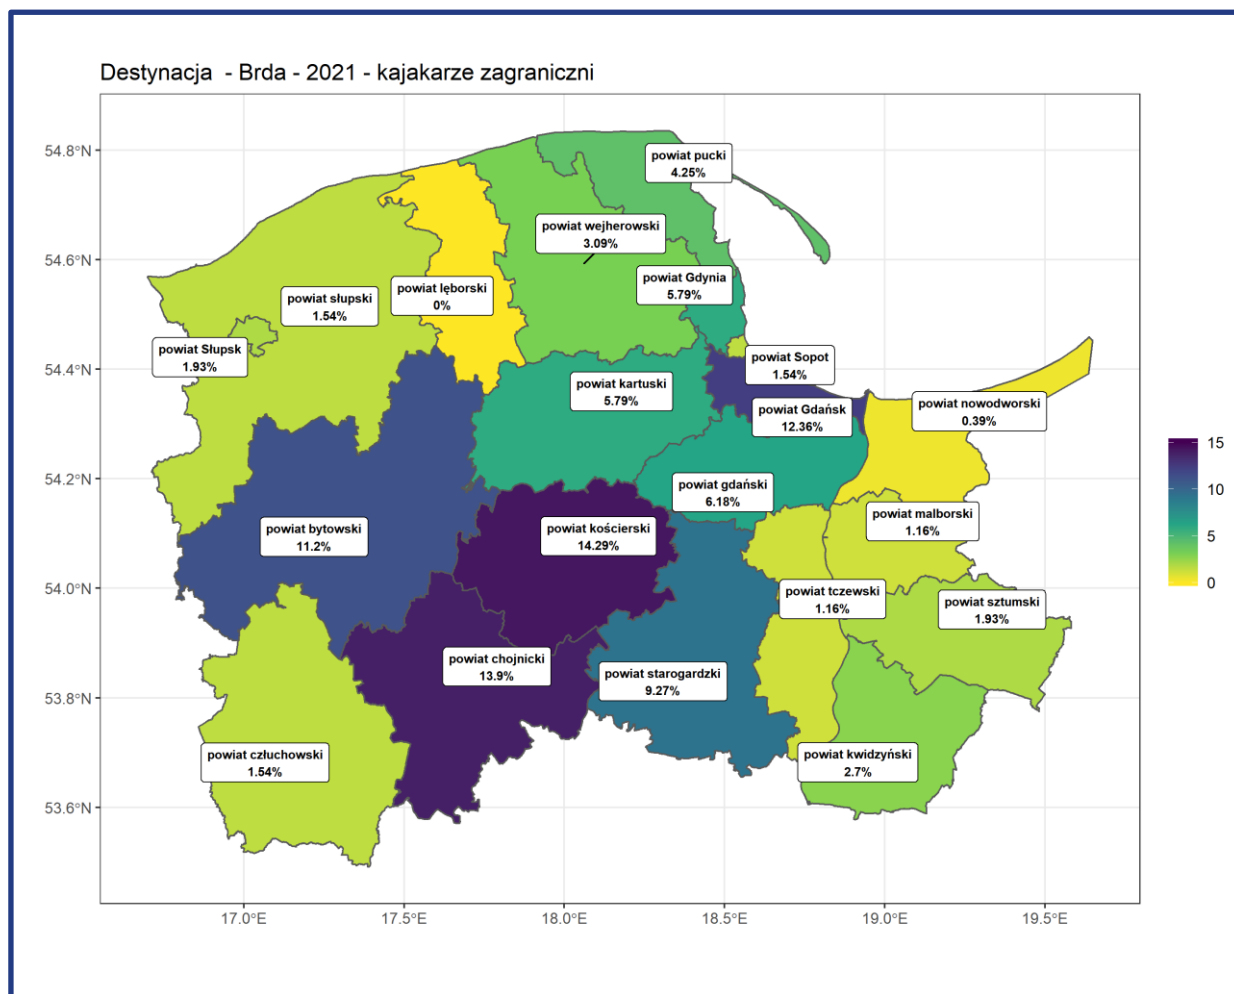 Destynacja  - Brda - 2021 - kajakarze zagraniczni
54.8°N
54.6°N
54.4°N
54.2°N
54.0°N
53.8°N
53.6°N
powiat pucki
4.25%
powiat wejherowski
3.09%
powiat Gdynia
5.79%
powiat lęborski
0%
powiat słupski
1.54%
powiat Słupsk
1.93%
powiat Sopot
1.54%
powiat kartuski
5.79%
powiat Gdańsk
12.36%
powiat nowodworski
0.39%
powiat gdański
6.18%
powiat malborski
1.16%
powiat bytowski
11.2%
powiat kościerski
14.29%
powiat tczewski
1.16%
powiat sztumski
1.93%
powiat chojnicki
13.9%
powiat starogardzki
9.27%
powiat człuchowski
1.54%
powiat kwidzyński
2.7%
15
10
5
0
17.0°E
17.5°E
18.0°E
18.5°E
19.0°E
19.5°E